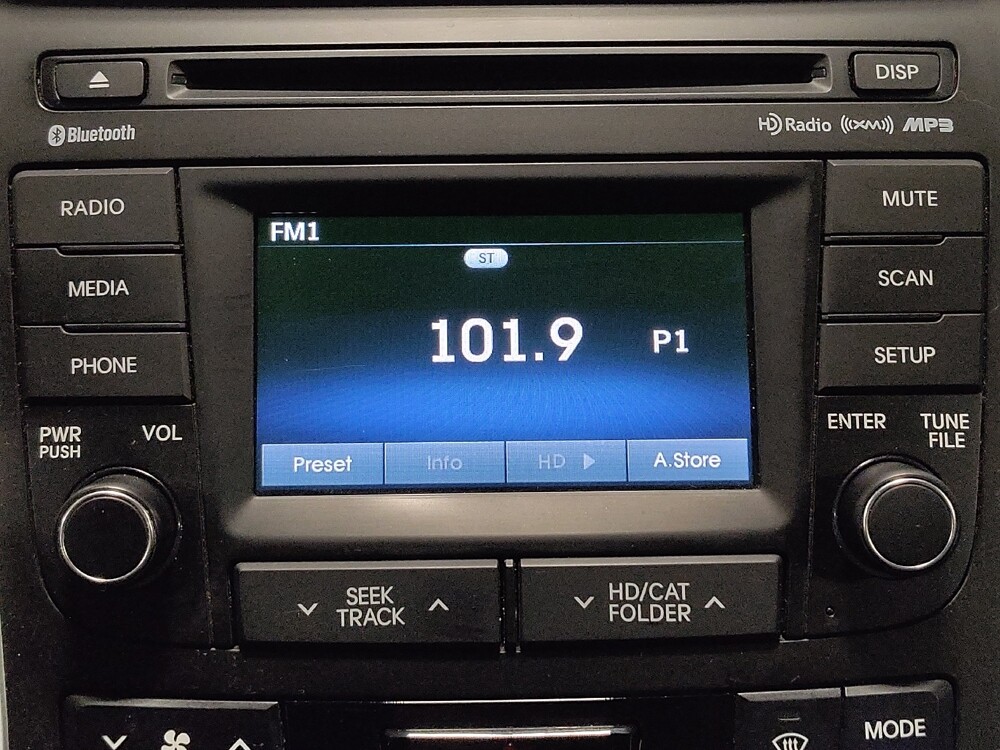 DISP
Bluetooth
HD Radio ((XM)) MP3
RADIO
MUTE
FM1
ST
MEDIA
SCAN
101.9 P1
PHONE
SETUP
PWR
PUSH
VOL
ENTER
TUNE
FILE
Preset Info HD A.Store
SEEK
TRACK
HD/CAT
FOLDER
MODE